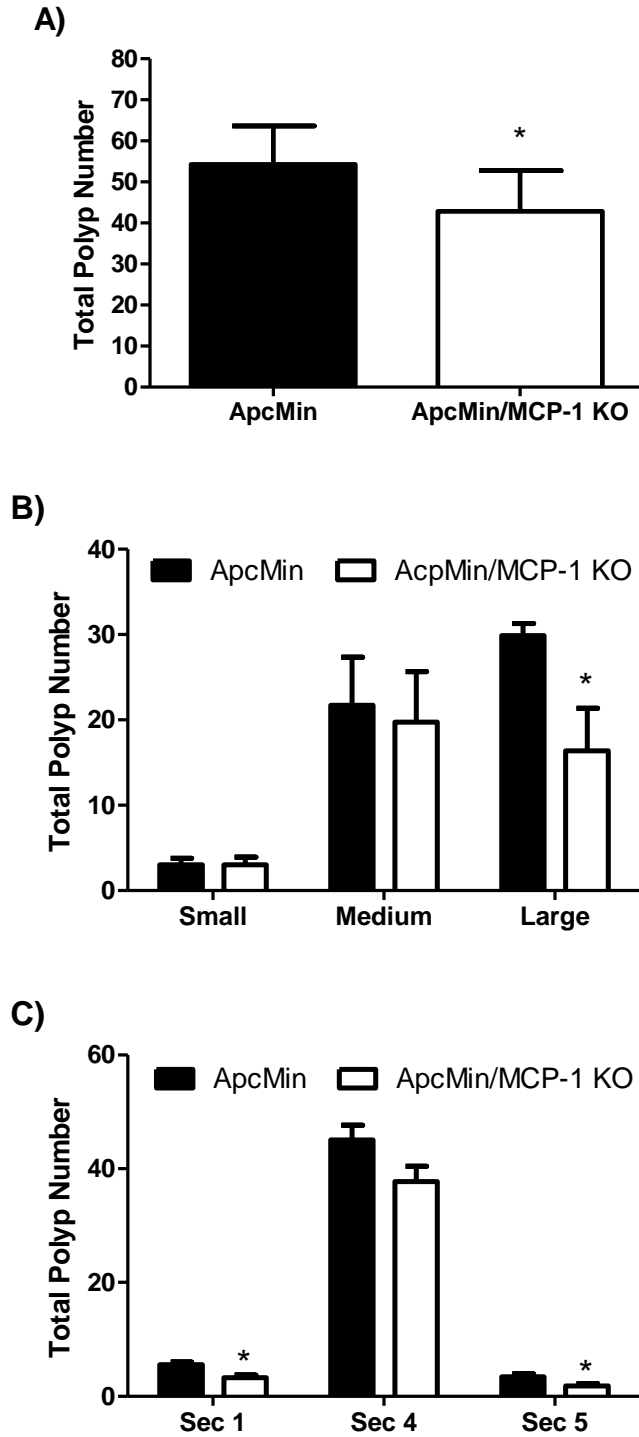 A)
Total Polyp Number
80
70
60
50
40
30
20
10
0
*
ApcMin
ApcMin/MCP-1 KO
B)
Total Polyp Number
40
30
20
10
0
ApcMin
AcpMin/MCP-1 KO
*
Small
Medium
Large
C)
Total Polyp Number
60
40
20
0
ApcMin
ApcMin/MCP-1 KO
*
*
Sec 1
Sec 4
Sec 5